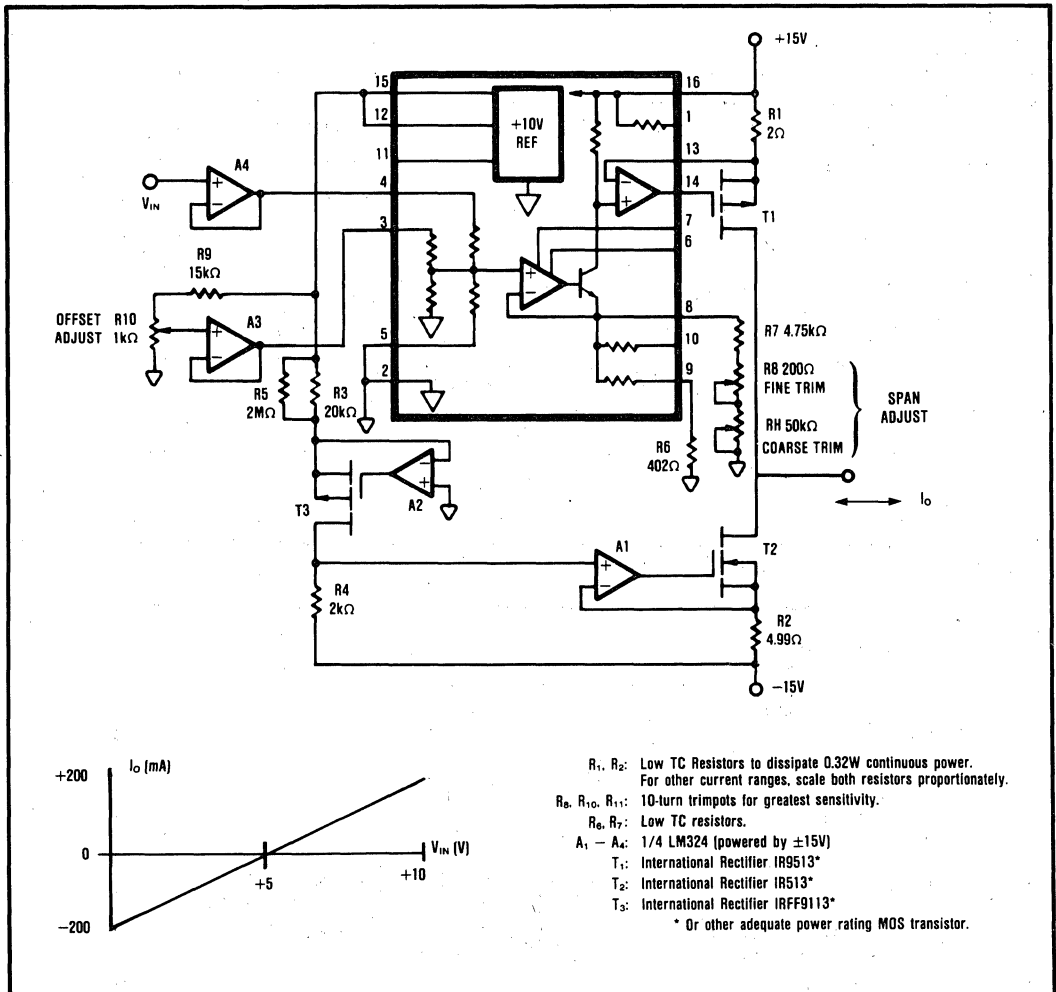 +15V
15
16
12
+10V
REF
1
R1
2Ω
11
13
A4
4
14
VIN
3
7
T1
6
R9
15kΩ
8
OFFSET
ADJUST
R10
1kΩ
A3
5
10
R7 4.75kΩ
2
9
R8 200Ω
FINE TRIM
R5
2MΩ
R3
20kΩ
SPAN
ADJUST
RH 50kΩ
COARSE TRIM
R6
402Ω
A2
T3
IO
A1
T2
R4
2kΩ
R2
4.99Ω
−15V
IO (mA)
+200
0
VIN (V)
+5
+10
−200
R1, R2: Low TC Resistors to dissipate 0.32W continuous power.
For other current ranges, scale both resistors proportionately.
R8, R10, R11: 10-turn trimpots for greatest sensitivity.
R6, R7: Low TC resistors.
A1 − A4: 1/4 LM324 (powered by ±15V)
T1: International Rectifier IR9513*
T2: International Rectifier IR513*
T3: International Rectifier IRFF9113*
* Or other adequate power rating MOS transistor.